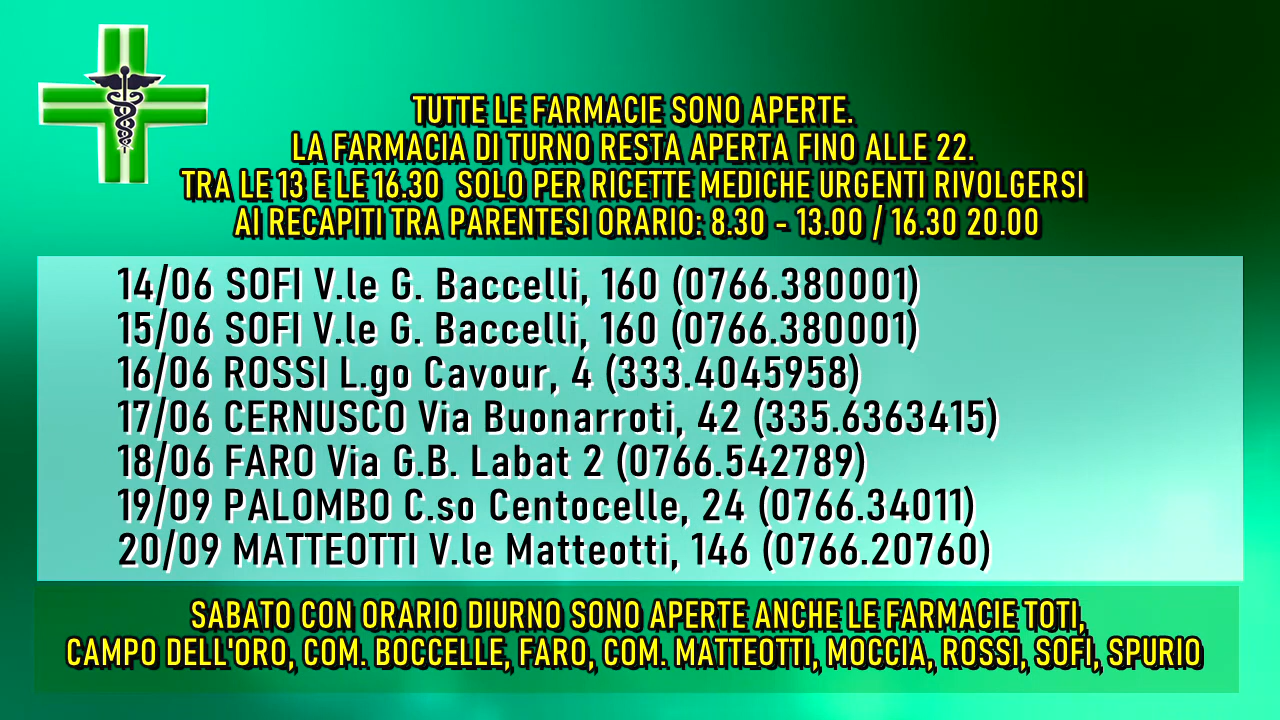 TUTTE LE FARMACIE SONO APERTE.
LA FARMACIA DI TURNO RESTA APERTA FINO ALLE 22.
TRA LE 13 E LE 16.30 SOLO PER RICETTE MEDICHE URGENTI RIVOLGERSI
AI RECAPITI TRA PARENTESI ORARIO: 8.30 - 13.00 / 16.30 20.00
14/06 SOFI V.le G. Baccelli, 160 (0766.380001)
15/06 SOFI V.le G. Baccelli, 160 (0766.380001)
16/06 ROSSI L.go Cavour, 4 (333.4045958)
17/06 CERNUSCO Via Buonarroti, 42 (335.6363415)
18/06 FARO Via G.B. Labat 2 (0766.542789)
19/09 PALOMBO C.so Centocelle, 24 (0766.34011)
20/09 MATTEOTTI V.le Matteotti, 146 (0766.20760)
SABATO CON ORARIO DIURNO SONO APERTE ANCHE LE FARMACIE TOTI,
CAMPO DELL'ORO, COM. BOCCELLE, FARO, COM. MATTEOTTI, MOCCIA, ROSSI, SOFI, SPURIO